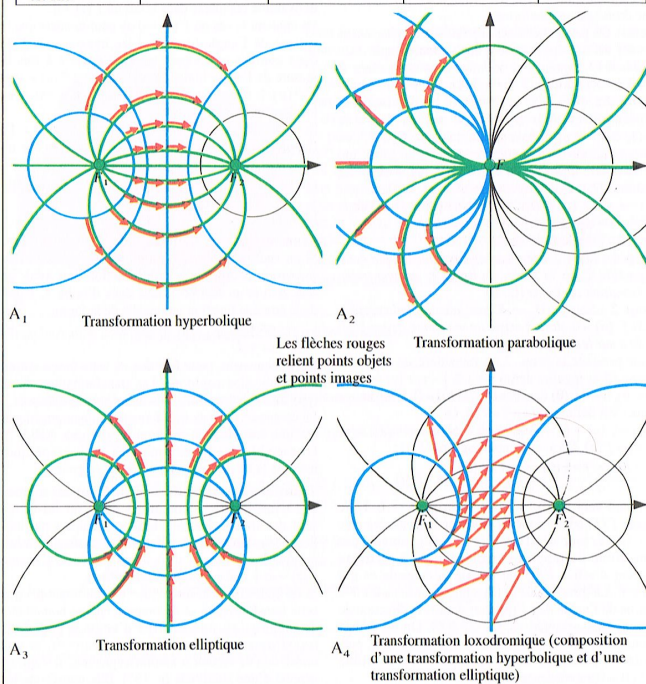 F₁
F₂
F
A₁
Transformation hyperbolique
A₂
Transformation parabolique
Les flèches rouges
relient points objets
et points images
F₁
F₂
F₁
F₂
A₃
Transformation elliptique
A₄
Transformation loxodromique (composition
d'une transformation hyperbolique et d'une
transformation elliptique)